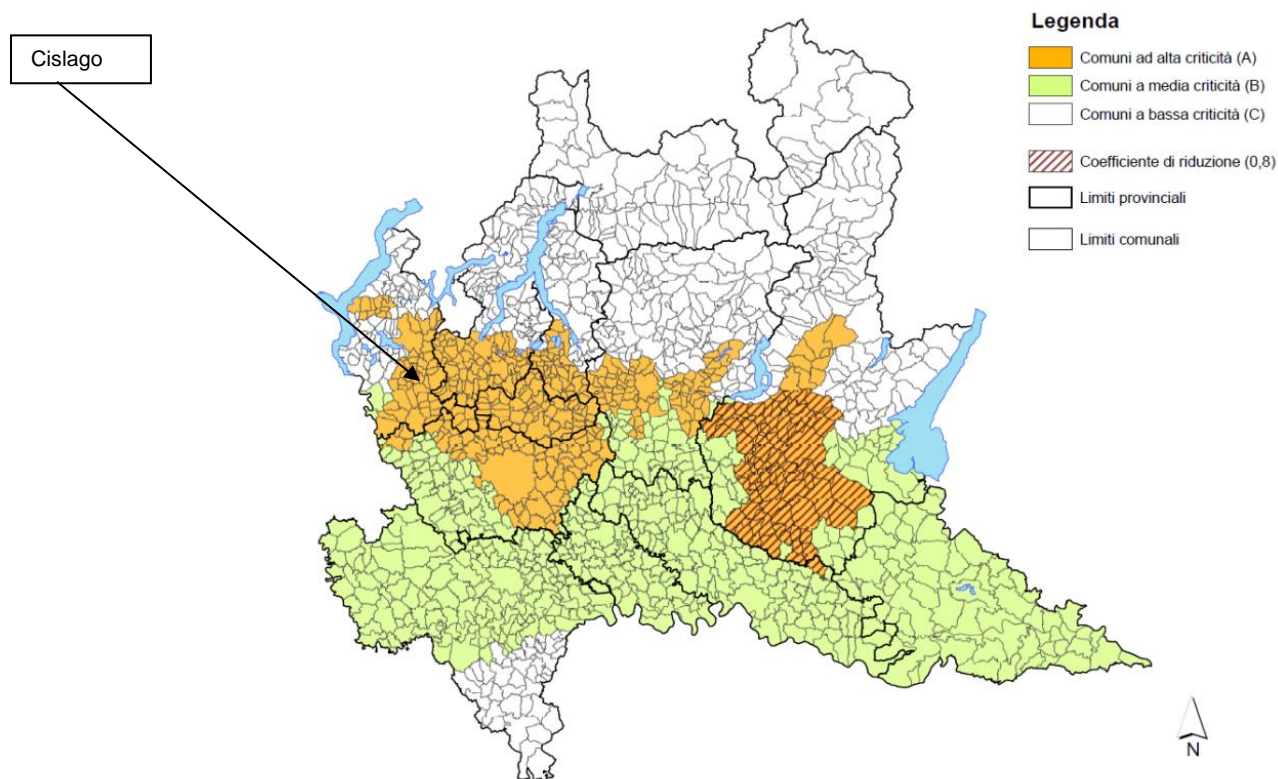 Cislago
Legenda
Comuni ad alta criticità (A)
Comuni a media criticità (B)
Comuni a bassa criticità (C)
Coefficiente di riduzione (0,8)
Limiti provinciali
Limiti comunali
N